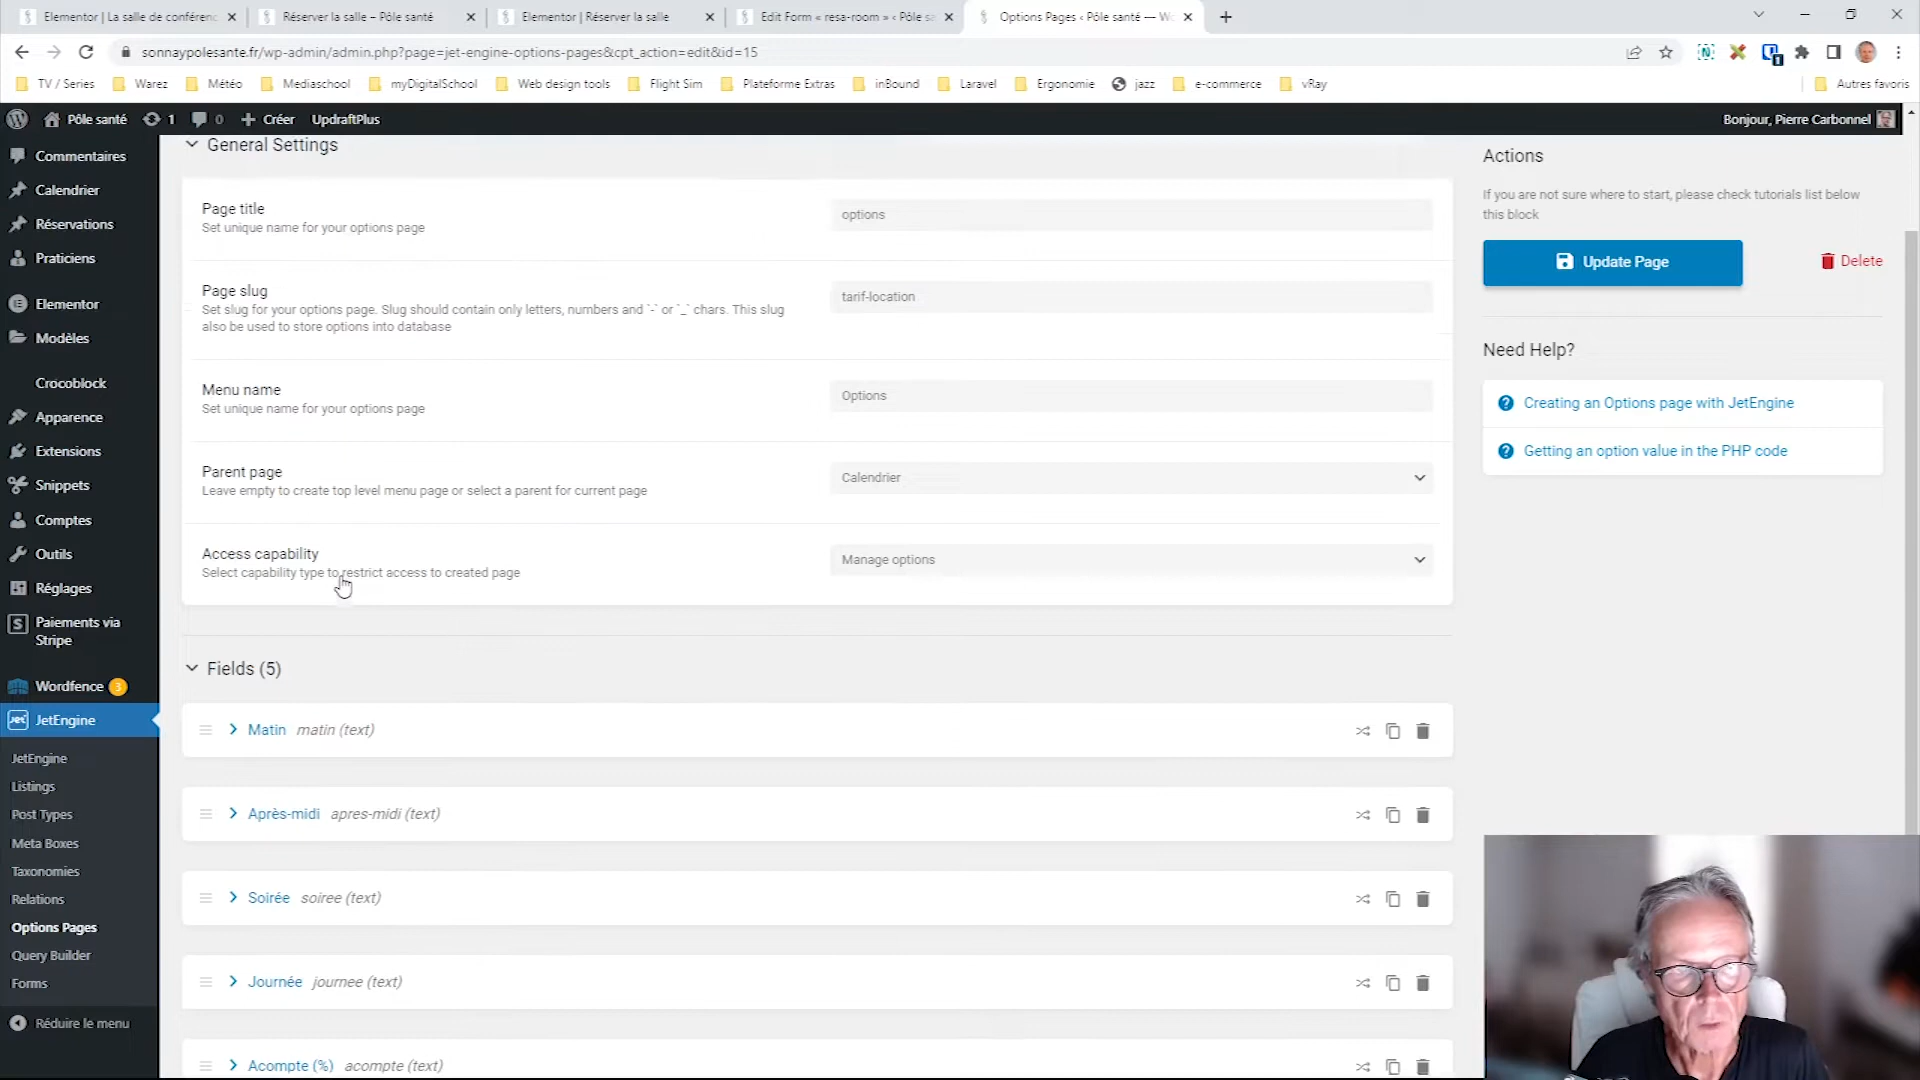 Elementor | La salle de conférenc
Réserver la salle – Pôle santé
Elementor | Réserver la salle
Edit Form « resa-room » ‹ Pôle sa
Options Pages ‹ Pôle santé — Wo
sonnaypolesante.fr/wp-admin/admin.php?page=jet-engine-options-pages&cpt_action=edit&id=15
TV / Series
Warez
Météo
Mediaschool
myDigitalSchool
Web design tools
Flight Sim
Plateforme Extras
inBound
Laravel
Ergonomie
jazz
e-commerce
vRay
Autres favoris
Pôle santé
1
0
Créer
UpdraftPlus
Bonjour, Pierre Carbonnel
Commentaires
Calendrier
Réservations
Praticiens
Elementor
Modèles
Crocoblock
Apparence
Extensions
Snippets
Comptes
Outils
Réglages
Paiements via
Stripe
Wordfence 3
JetEngine
JetEngine
Listings
Post Types
Meta Boxes
Taxonomies
Relations
Options Pages
Query Builder
Forms
Réduire le menu
General Settings
Page title
Set unique name for your options page
options
Page slug
Set slug for your options page. Slug should contain only letters, numbers and `-` or `_` chars. This slug
also be used to store options into database
tarif-location
Menu name
Set unique name for your options page
Options
Parent page
Leave empty to create top level menu page or select a parent for current page
Calendrier
Access capability
Select capability type to restrict access to created page
Manage options
Fields (5)
Matin matin (text)
Après-midi apres-midi (text)
Soirée soiree (text)
Journée journee (text)
Acompte (%) acompte (text)
Actions
If you are not sure where to start, please check tutorials list below
this block
Update Page
Delete
Need Help?
Creating an Options page with JetEngine
Getting an option value in the PHP code